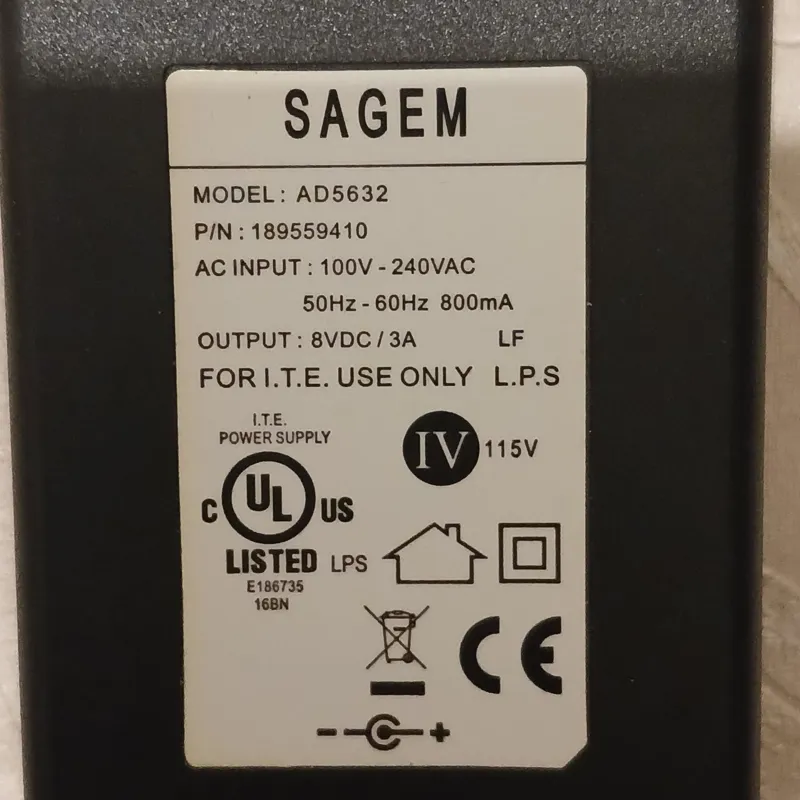 SAGEM
MODEL: AD5632
P/N : 189559410
AC INPUT : 100V - 240VAC
50Hz - 60Hz 800mA
OUTPUT : 8VDC / 3A LF
FOR I.T.E. USE ONLY L.P.S
I.T.E.
POWER SUPPLY
IV 115V
C UL US
LISTED LPS
E186735
16BN
CE
- +